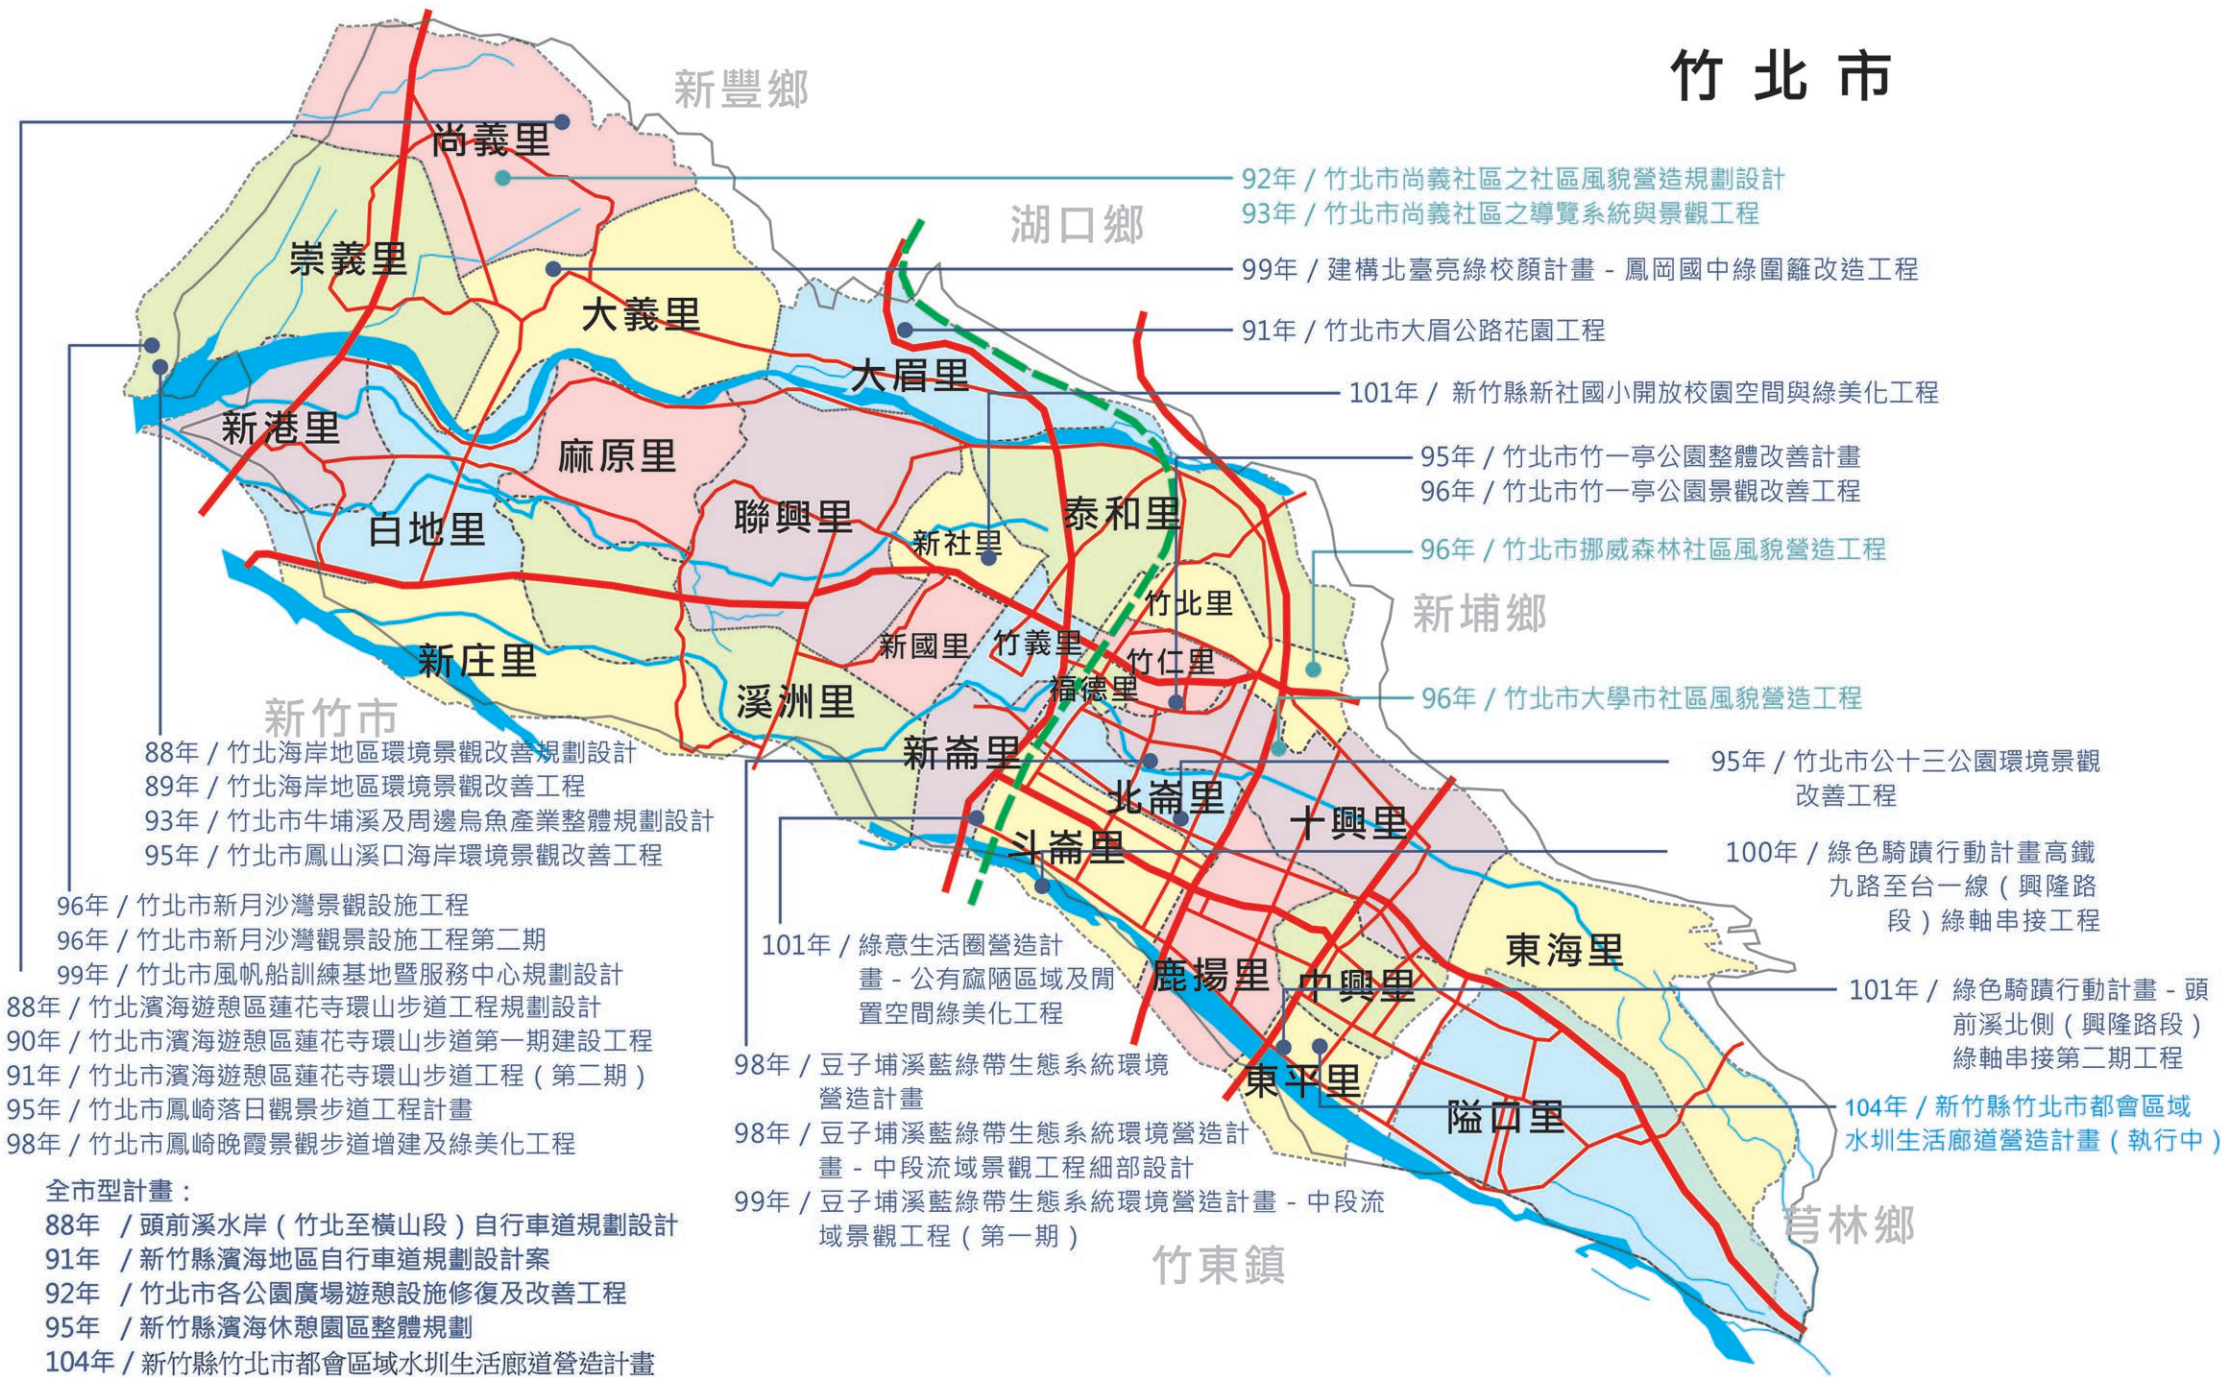 竹北市
新豐鄉
尚義里
92年 / 竹北市尚義社區之社區風貌營造規劃設計
93年 / 竹北市尚義社區之導覽系統與景觀工程
湖口鄉
崇義里
99年 / 建構北臺亮綠校顏計畫 - 鳳岡國中綠圍籬改造工程
大義里
91年 / 竹北市大眉公路花園工程
大眉里
101年 / 新竹縣新社國小開放校園空間與綠美化工程
新港里
麻原里
95年 / 竹北市竹一亭公園整體改善計畫
96年 / 竹北市竹一亭公園景觀改善工程
白地里
聯興里
新社里
泰和里
96年 / 竹北市挪威森林社區風貌營造工程
竹北里
新埔鄉
新庄里
新國里
竹義里
竹仁里
福德里
溪洲里
96年 / 竹北市大學市社區風貌營造工程
新竹市
新崙里
88年 / 竹北海岸地區環境景觀改善規劃設計
89年 / 竹北海岸地區環境景觀改善工程
93年 / 竹北市牛埔溪及周邊烏魚產業整體規劃設計
95年 / 竹北市鳳山溪口海岸環境景觀改善工程
北崙里
十興里
斗崙里
95年 / 竹北市公十三公園環境景觀
改善工程
100年 / 綠色騎蹟行動計畫高鐵
九路至台一線（興隆路
段）綠軸串接工程
96年 / 竹北市新月沙灣景觀設施工程
96年 / 竹北市新月沙灣觀景設施工程第二期
99年 / 竹北市風帆船訓練基地暨服務中心規劃設計
88年 / 竹北濱海遊憩區蓮花寺環山步道工程規劃設計
90年 / 竹北市濱海遊憩區蓮花寺環山步道第一期建設工程
91年 / 竹北市濱海遊憩區蓮花寺環山步道工程（第二期）
95年 / 竹北市鳳崎落日觀景步道工程計畫
98年 / 竹北市鳳崎晚霞景觀步道增建及綠美化工程
101年 / 綠意生活圈營造計
畫 - 公有窳陋區域及閒
置空間綠美化工程
鹿揚里
中興里
東海里
101年 / 綠色騎蹟行動計畫 - 頭
前溪北側（興隆路段）
綠軸串接第二期工程
98年 / 豆子埔溪藍綠帶生態系統環境
營造計畫
98年 / 豆子埔溪藍綠帶生態系統環境營造計
畫 - 中段流域景觀工程細部設計
99年 / 豆子埔溪藍綠帶生態系統環境營造計畫 - 中段流
域景觀工程（第一期）
東平里
隘口里
104年 / 新竹縣竹北市都會區域
水圳生活廊道營造計畫（執行中）
芎林鄉
竹東鎮
全市型計畫：
88年 / 頭前溪水岸（竹北至橫山段）自行車道規劃設計
91年 / 新竹縣濱海地區自行車道規劃設計案
92年 / 竹北市各公園廣場遊憩設施修復及改善工程
95年 / 新竹縣濱海休憩園區整體規劃
104年 / 新竹縣竹北市都會區域水圳生活廊道營造計畫